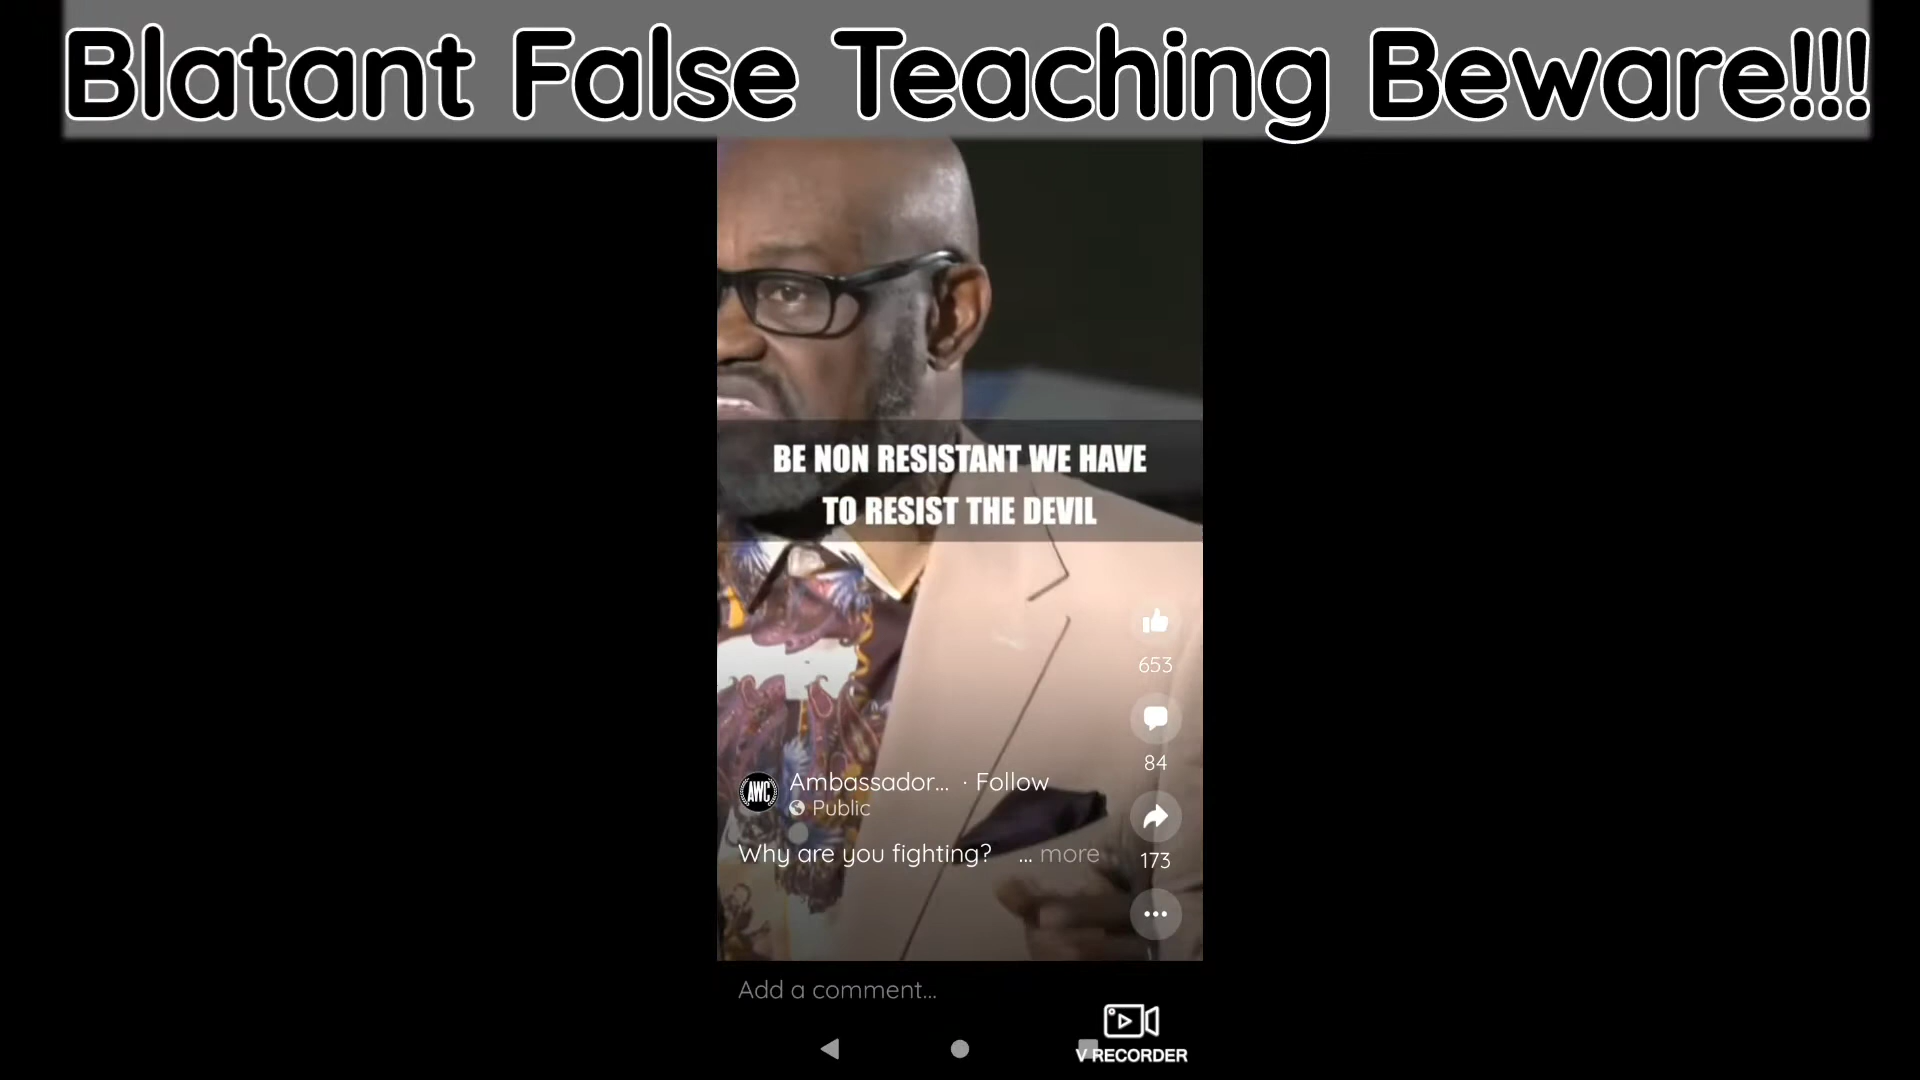 Blatant False Teaching Beware!!!
BE NON RESISTANT WE HAVE
TO RESIST THE DEVIL
653
84
AWC
Ambassador... · Follow
Public
173
Why are you fighting? ... more
Add a comment...
V RECORDER